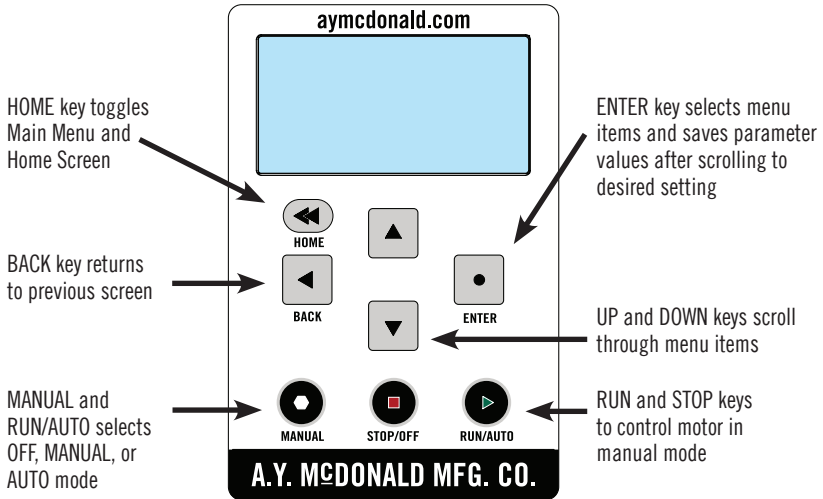 aymcdonald.com
HOME key toggles
Main Menu and
Home Screen
ENTER key selects menu
items and saves parameter
values after scrolling to
desired setting
HOME
BACK key returns
to previous screen
BACK
ENTER
UP and DOWN keys scroll
through menu items
MANUAL and
RUN/AUTO selects
OFF, MANUAL, or
AUTO mode
RUN and STOP keys
to control motor in
manual mode
MANUAL
STOP/OFF
RUN/AUTO
A.Y. MCDONALD MFG. CO.